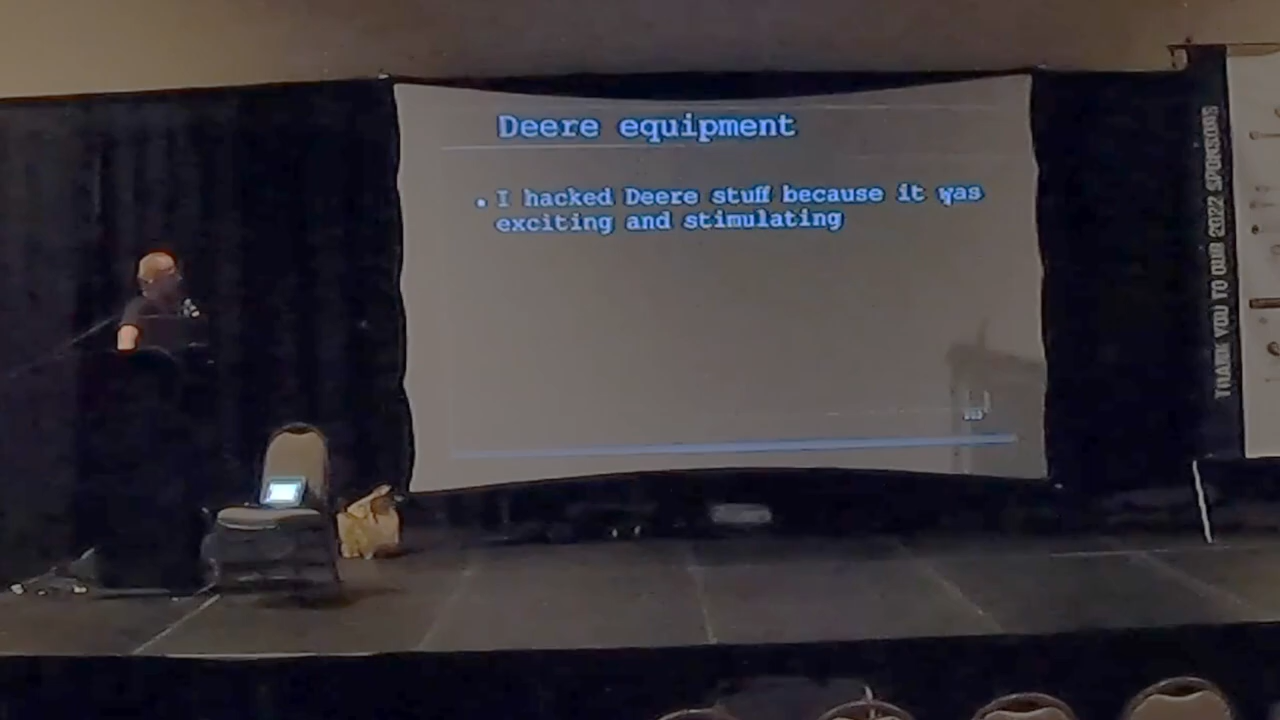 Deere equipment
• I hacked Deere stuff because it was
exciting and stimulating
THANK YOU TO OUR 2022 SPONSORS